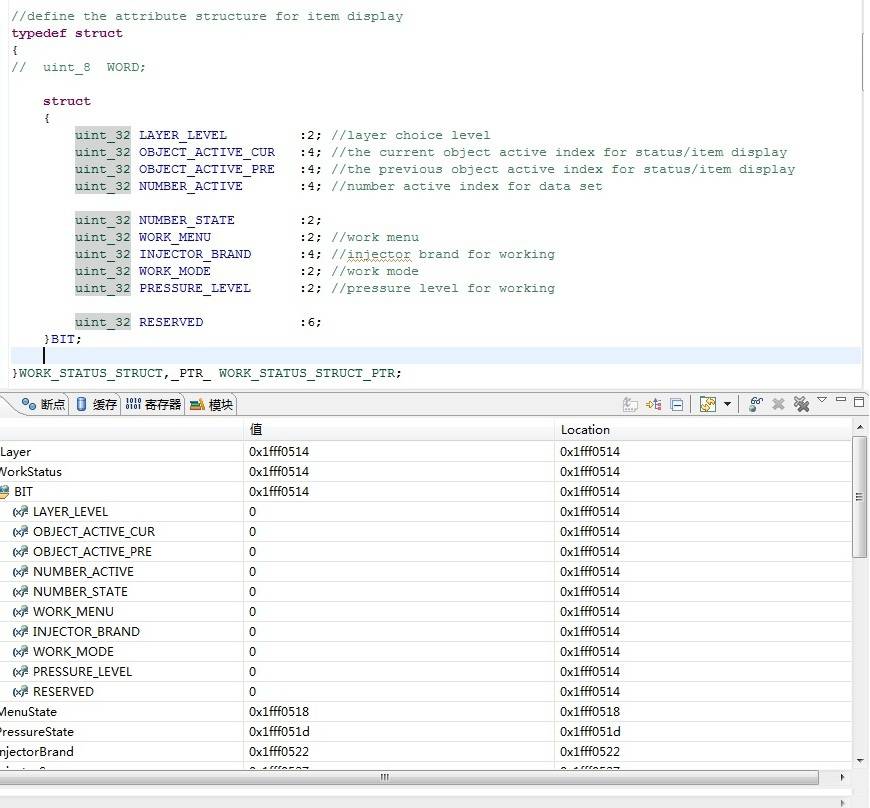 //define the attribute structure for item display
typedef struct
{
//  uint_8  WORD;
struct
{
uint_32 LAYER_LEVEL :2; //layer choice level
uint_32 OBJECT_ACTIVE_CUR :4; //the current object active index for status/item display
uint_32 OBJECT_ACTIVE_PRE :4; //the previous object active index for status/item display
uint_32 NUMBER_ACTIVE :4; //number active index for data set
uint_32 NUMBER_STATE :2;
uint_32 WORK_MENU :2; //work menu
uint_32 INJECTOR_BRAND :4; //injector brand for working
uint_32 WORK_MODE :2; //work mode
uint_32 PRESSURE_LEVEL :2; //pressure level for working
uint_32 RESERVED :6;
}BIT;
}WORK_STATUS_STRUCT,_PTR_ WORK_STATUS_STRUCT_PTR;
断点 缓存 1010 0101 寄存器 模块
值 Location
Layer 0x1fff0514 0x1fff0514
WorkStatus 0x1fff0514 0x1fff0514
BIT 0x1fff0514 0x1fff0514
(x)= LAYER_LEVEL 0 0x1fff0514
(x)= OBJECT_ACTIVE_CUR 0 0x1fff0514
(x)= OBJECT_ACTIVE_PRE 0 0x1fff0514
(x)= NUMBER_ACTIVE 0 0x1fff0514
(x)= NUMBER_STATE 0 0x1fff0514
(x)= WORK_MENU 0 0x1fff0514
(x)= INJECTOR_BRAND 0 0x1fff0514
(x)= WORK_MODE 0 0x1fff0514
(x)= PRESSURE_LEVEL 0 0x1fff0514
(x)= RESERVED 0 0x1fff0514
MenuState 0x1fff0518 0x1fff0518
PressureState 0x1fff051d 0x1fff051d
njectorBrand 0x1fff0522 0x1fff0522